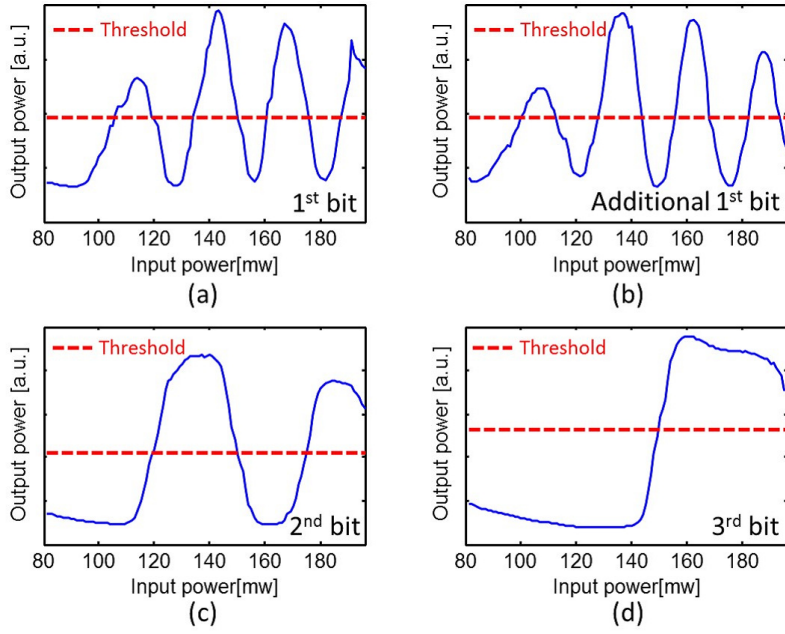 Output power [a.u.]
Threshold
1st bit
80 100 120 140 160 180
Input power[mw]
(a)
Output power [a.u.]
Threshold
Additional 1st bit
80 100 120 140 160 180
Input power[mw]
(b)
Output power [a.u.]
Threshold
2nd bit
80 100 120 140 160 180
Input power[mw]
(c)
Output power [a.u.]
Threshold
3rd bit
80 100 120 140 160 180
Input power[mw]
(d)